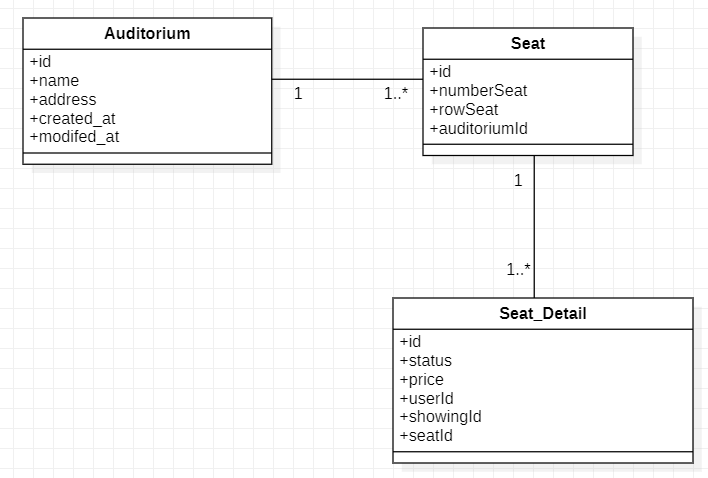 Auditorium
+id
+name
+address
+created_at
+modifed_at
1
1..*
Seat
+id
+numberSeat
+rowSeat
+auditoriumId
1
1..*
Seat_Detail
+id
+status
+price
+userId
+showingId
+seatId